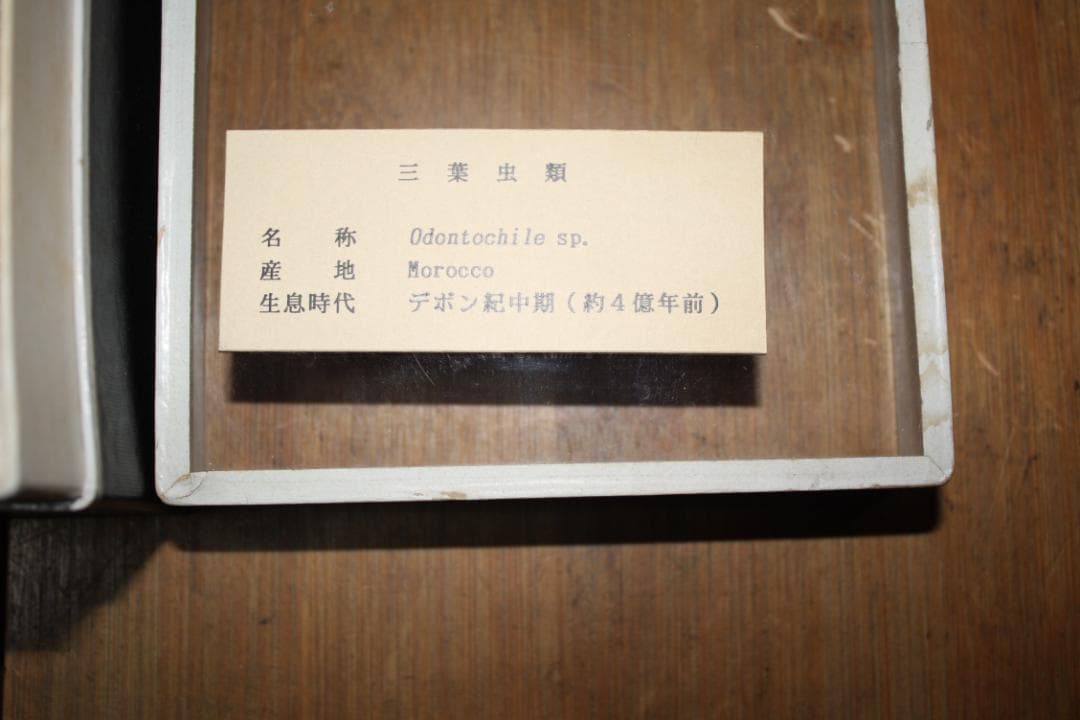 三葉虫類
名称 Odontochile sp.
産地 Morocco
生息時代 デボン紀中期（約４億年前）